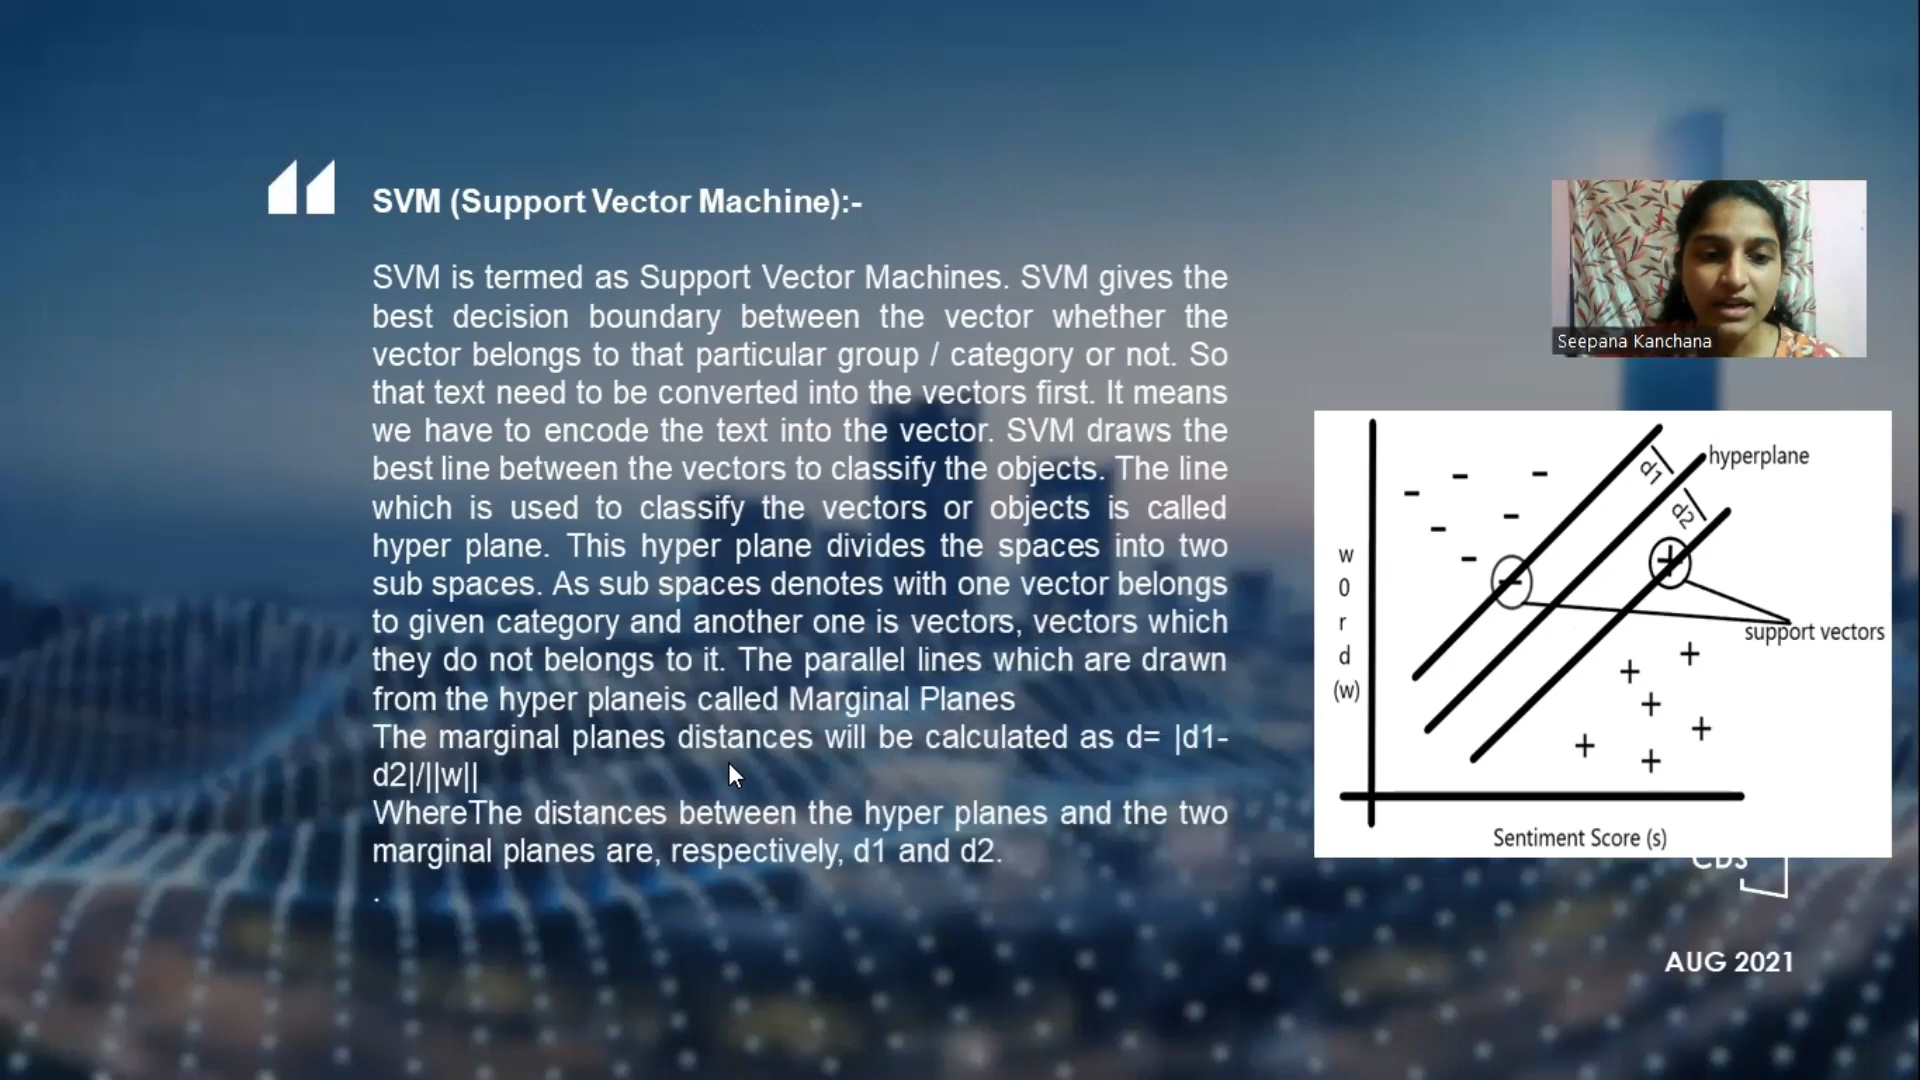 SVM (Support Vector Machine):-
SVM is termed as Support Vector Machines. SVM gives the
best decision boundary between the vector whether the
vector belongs to that particular group / category or not. So
that text need to be converted into the vectors first. It means
we have to encode the text into the vector. SVM draws the
best line between the vectors to classify the objects. The line
which is used to classify the vectors or objects is called
hyper plane. This hyper plane divides the spaces into two
sub spaces. As sub spaces denotes with one vector belongs
to given category and another one is vectors, vectors which
they do not belongs to it. The parallel lines which are drawn
from the hyper planeis called Marginal Planes
The marginal planes distances will be calculated as d= |d1-
d2|/||w||
WhereThe distances between the hyper planes and the two
marginal planes are, respectively, d1 and d2.
.
Seepana Kanchana
hyperplane
d1
d2
w
0
r
d
(w)
support vectors
Sentiment Score (s)
CDS
AUG 2021